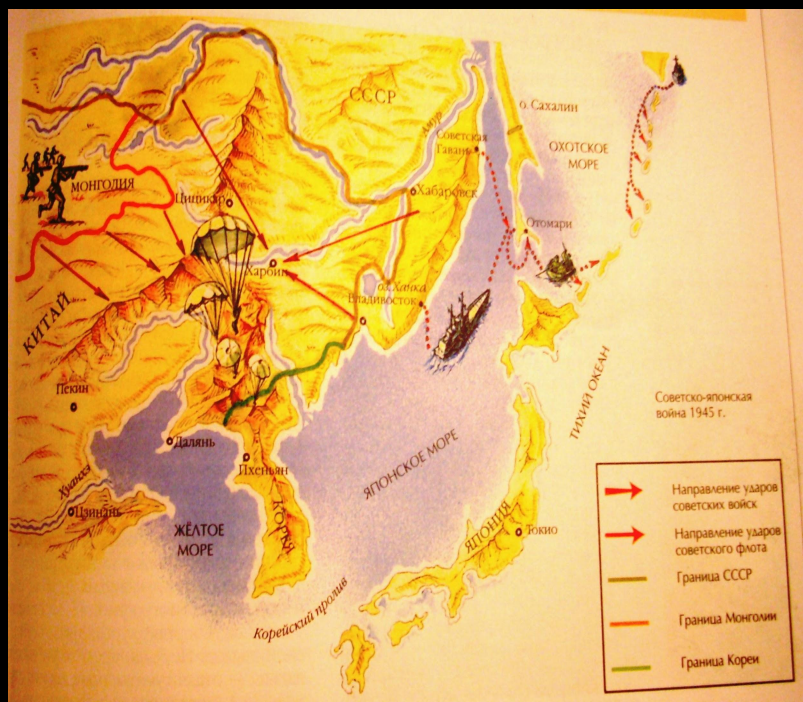 СССР
Амур
о. Сахалин
Советская
Гавань
ОХОТСКОЕ
МОРЕ
МОНГОЛИЯ
Цицикар
Хабаровск
Отомари
Харбин
оз. Ханка
Владивосток
КИТАЙ
Пекин
ТИХИЙ ОКЕАН
Советско-японская
война 1945 г.
Далянь
Пхеньян
ЯПОНСКОЕ МОРЕ
Хуанхэ
Цзинань
ЖЁЛТОЕ
МОРЕ
КОРЕЯ
ЯПОНИЯ
Токио
Корейский пролив
Направление ударов
советских войск
Направление ударов
советского флота
Граница СССР
Граница Монголии
Граница Кореи